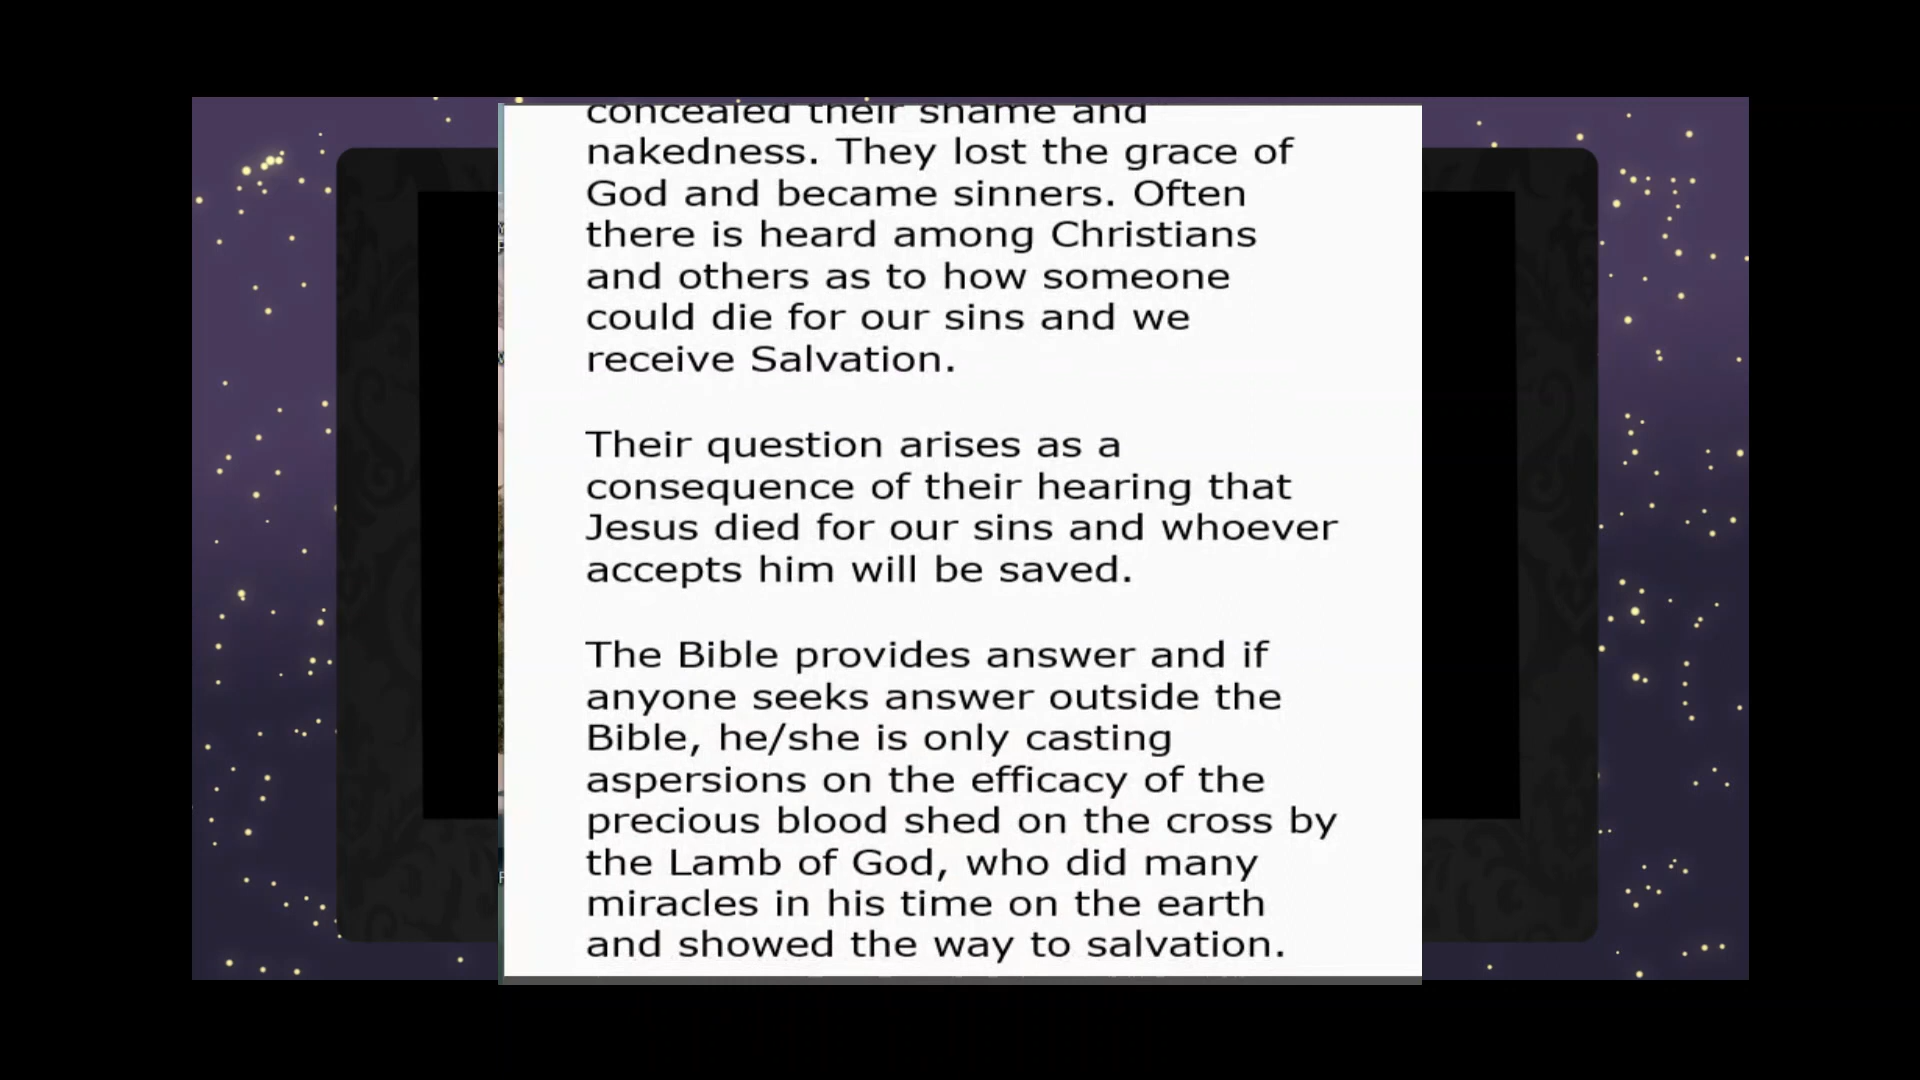 concealed their shame and
nakedness. They lost the grace of
God and became sinners. Often
there is heard among Christians
and others as to how someone
could die for our sins and we
receive Salvation.
Their question arises as a
consequence of their hearing that
Jesus died for our sins and whoever
accepts him will be saved.
The Bible provides answer and if
anyone seeks answer outside the
Bible, he/she is only casting
aspersions on the efficacy of the
precious blood shed on the cross by
the Lamb of God, who did many
miracles in his time on the earth
and showed the way to salvation.